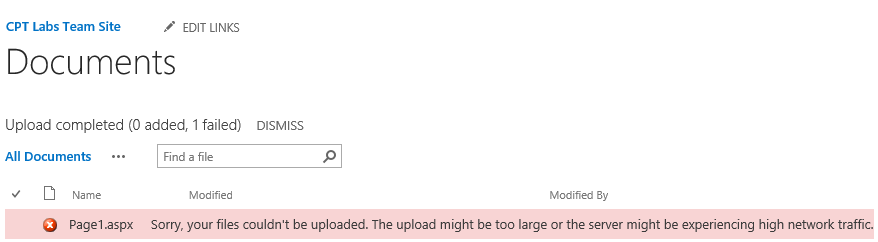 CPT Labs Team Site EDIT LINKS
Documents
Upload completed (0 added, 1 failed) DISMISS
All Documents ••• Find a file
Name Modified Modified By
Page1.aspx Sorry, your files couldn't be uploaded. The upload might be too large or the server might be experiencing high network traffic.